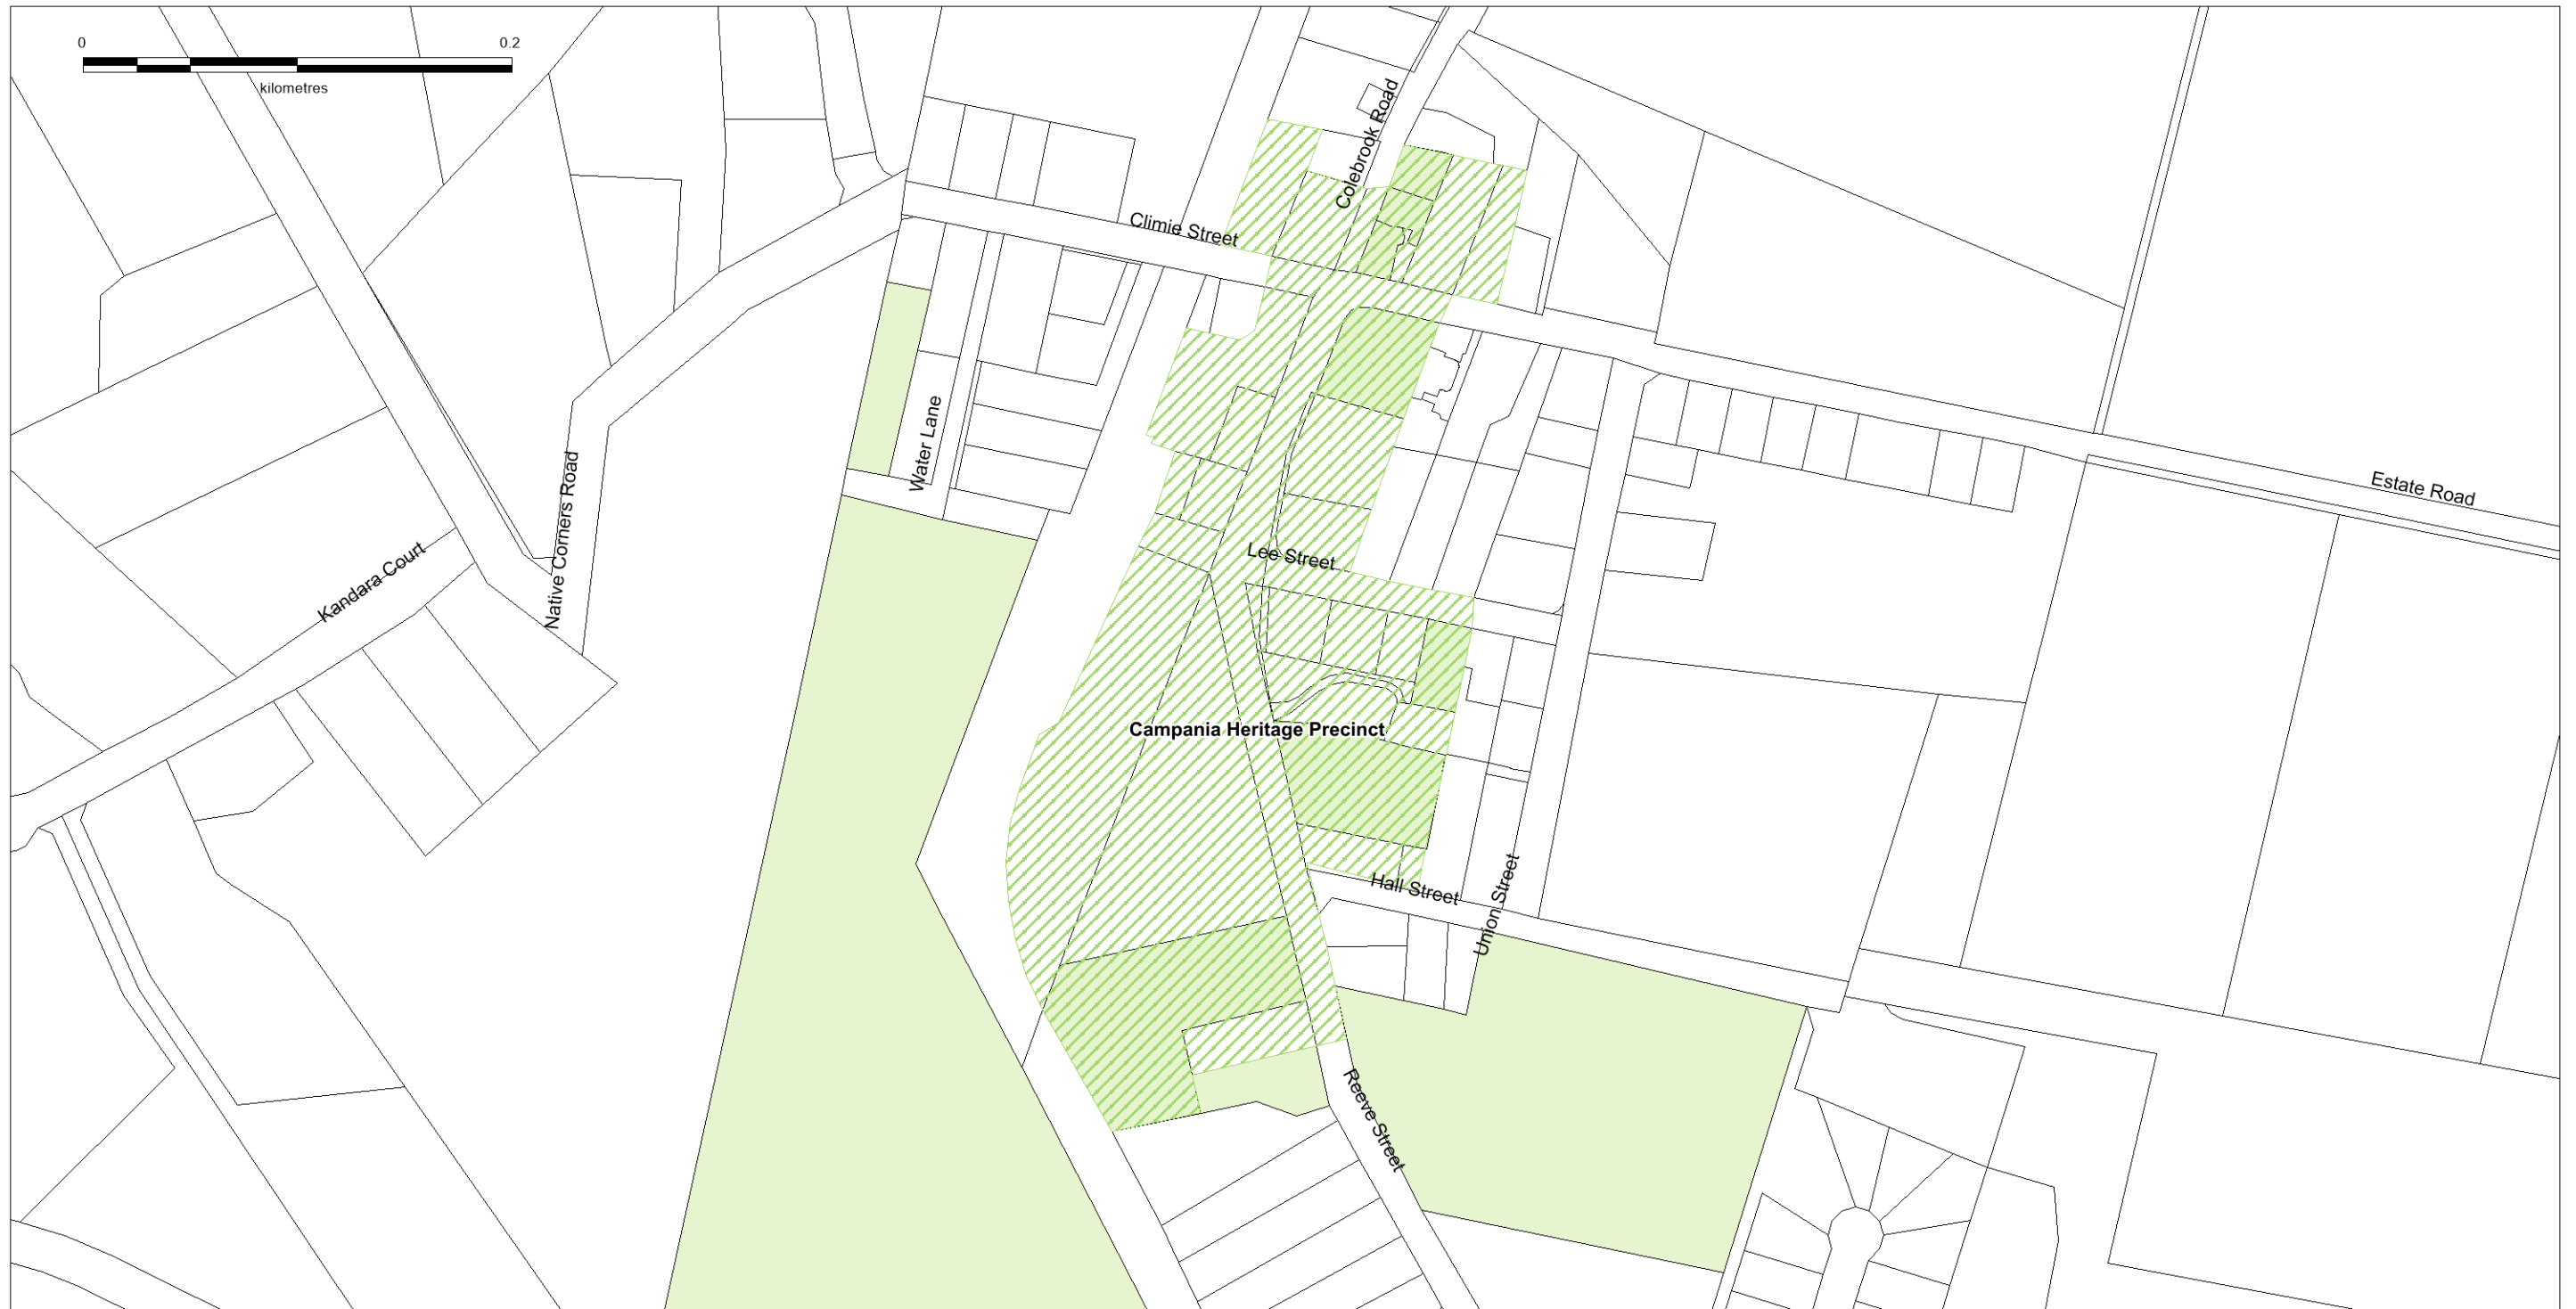 0 0.2
kilometres
Colebrook Road
Climie Street
Water Lane
Estate Road
Native Corners Road
Kandara Court
Lee Street
Campania Heritage Precinct
Hall Street
Union Street
Reeve Street